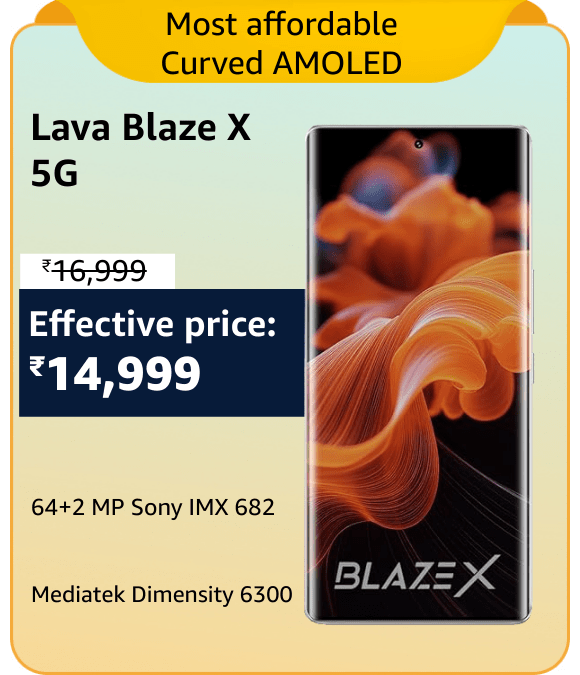 Most affordable
Curved AMOLED
Lava Blaze X
5G
₹16,999
Effective price:
₹14,999
64+2 MP Sony IMX 682
Mediatek Dimensity 6300
BLAZE X